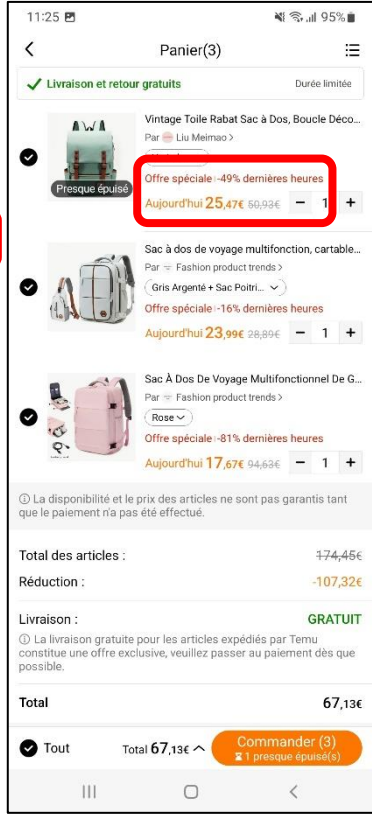 11:25 95%
Panier(3)
Livraison et retour gratuits Durée limitée
Vintage Toile Rabat Sac à Dos, Boucle Déco...
Par Liu Meimao >
Presque épuisé
Offre spéciale -49% dernières heures
Aujourd'hui 25,47€ 50,93€ − 1 +
Sac à dos de voyage multifonction, cartable...
Par Fashion product trends >
Gris Argenté + Sac Poitri...
Offre spéciale -16% dernières heures
Aujourd'hui 23,99€ 28,89€ − 1 +
Sac À Dos De Voyage Multifonctionnel De G...
Par Fashion product trends >
Rose
Offre spéciale -81% dernières heures
Aujourd'hui 17,67€ 94,63€ − 1 +
La disponibilité et le prix des articles ne sont pas garantis tant
que le paiement n'a pas été effectué.
Total des articles : 174,45€
Réduction : -107,32€
Livraison : GRATUIT
La livraison gratuite pour les articles expédiés par Temu
constitue une offre exclusive, veuillez passer au paiement dès que
possible.
Total 67,13€
Tout Total 67,13€ Commander (3)
1 presque épuisé(s)